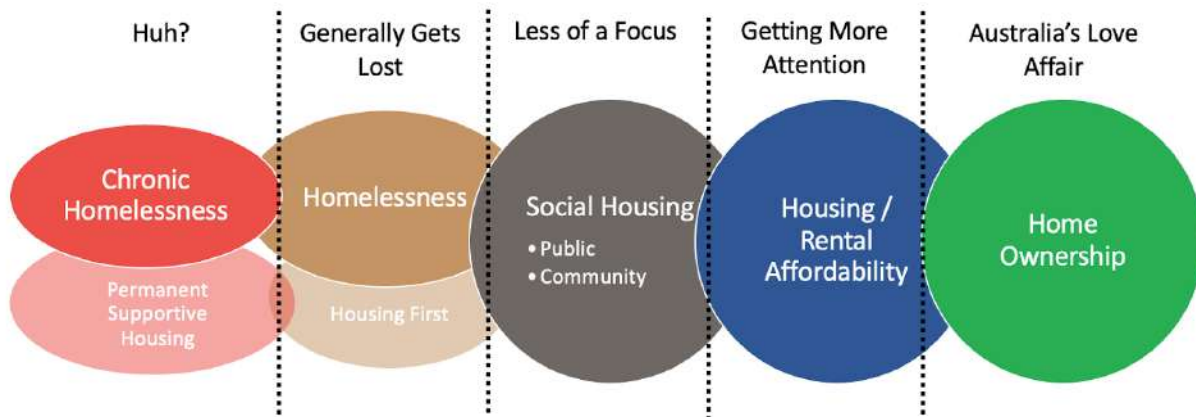 Huh?
Generally Gets
Lost
Less of a Focus
Getting More
Attention
Australia's Love
Affair
Chronic
Homelessness
Permanent
Supportive
Housing
Homelessness
Housing First
Social Housing
• Public
• Community
Housing /
Rental
Affordability
Home
Ownership